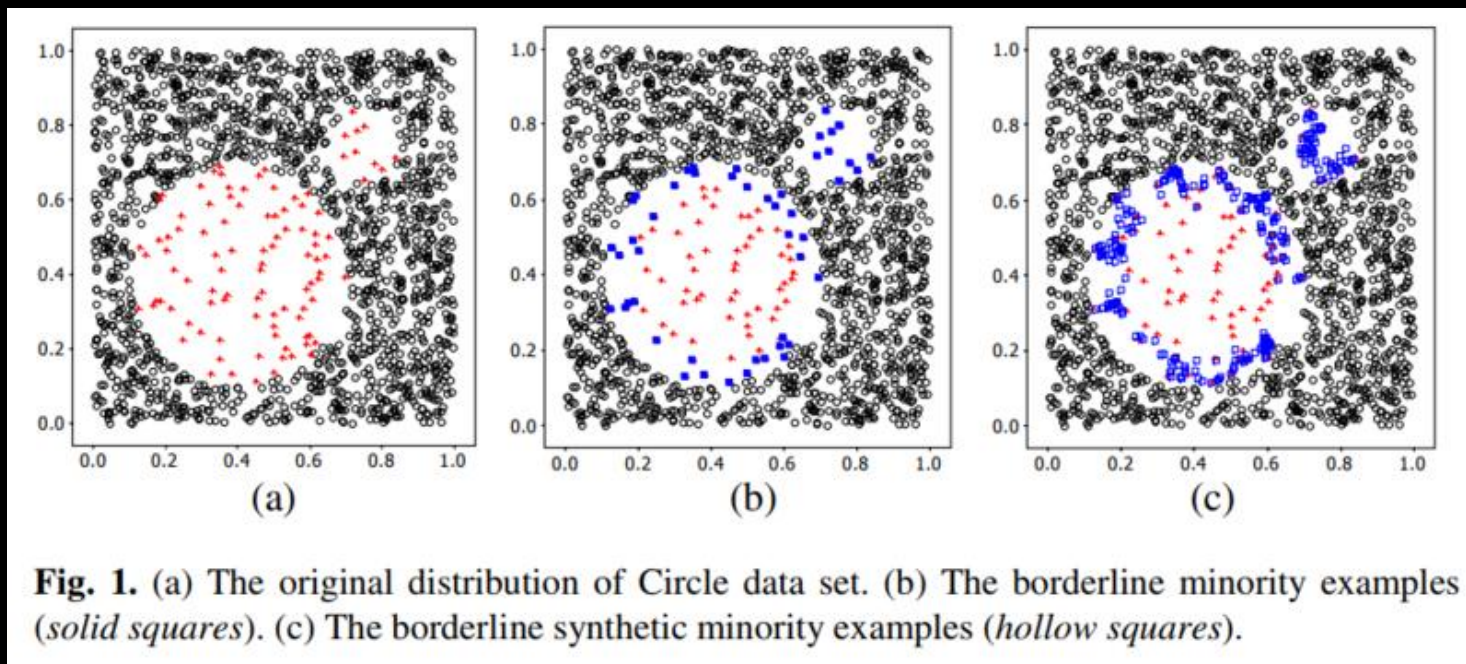 1.0
0.8
0.6
0.4
0.2
0.0
0.0 0.2 0.4 0.6 0.8 1.0
(a)
1.0
0.8
0.6
0.4
0.2
0.0
0.0 0.2 0.4 0.6 0.8 1.0
(b)
1.0
0.8
0.6
0.4
0.2
0.0
0.0 0.2 0.4 0.6 0.8 1.0
(c)
Fig. 1. (a) The original distribution of Circle data set. (b) The borderline minority examples
(solid squares). (c) The borderline synthetic minority examples (hollow squares).